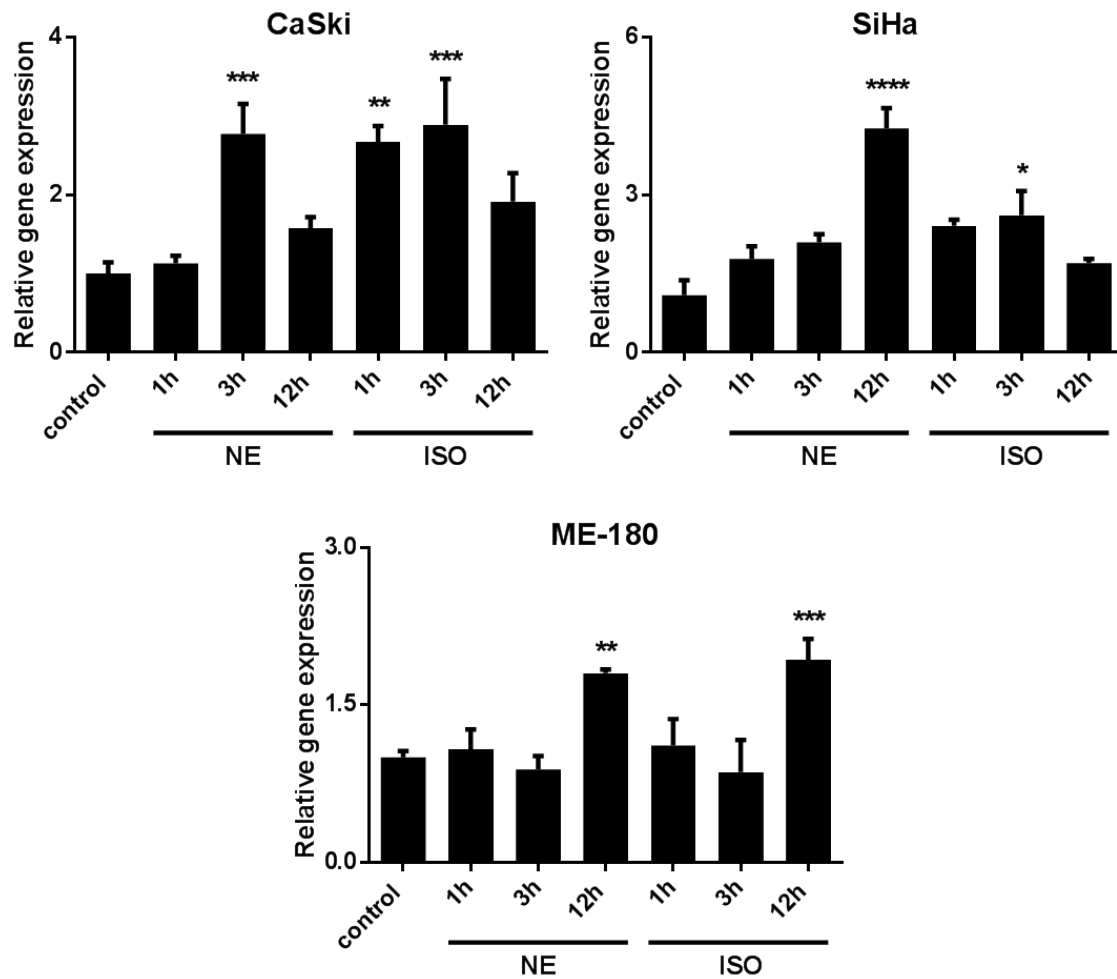 CaSki
Relative gene expression
4
2
0
***
**
***
control
1h
3h
12h
1h
3h
12h
NE
ISO
SiHa
Relative gene expression
6
3
0
****
*
control
1h
3h
12h
1h
3h
12h
NE
ISO
ME-180
Relative gene expression
3.0
1.5
0.0
**
***
control
1h
3h
12h
1h
3h
12h
NE
ISO